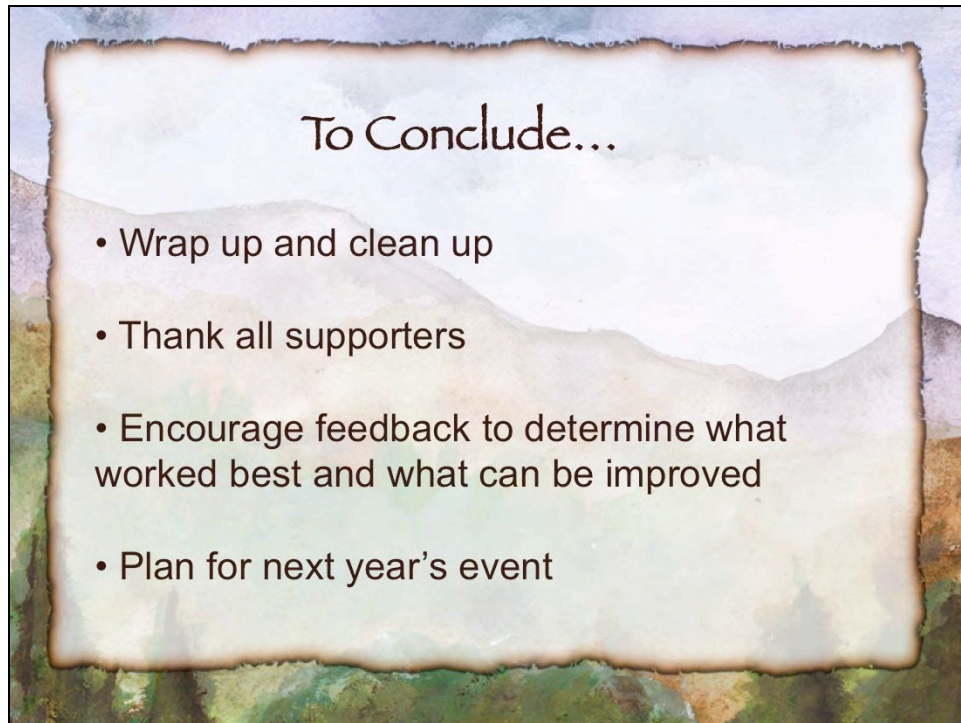 To Conclude...
• Wrap up and clean up
• Thank all supporters
• Encourage feedback to determine what
worked best and what can be improved
• Plan for next year’s event